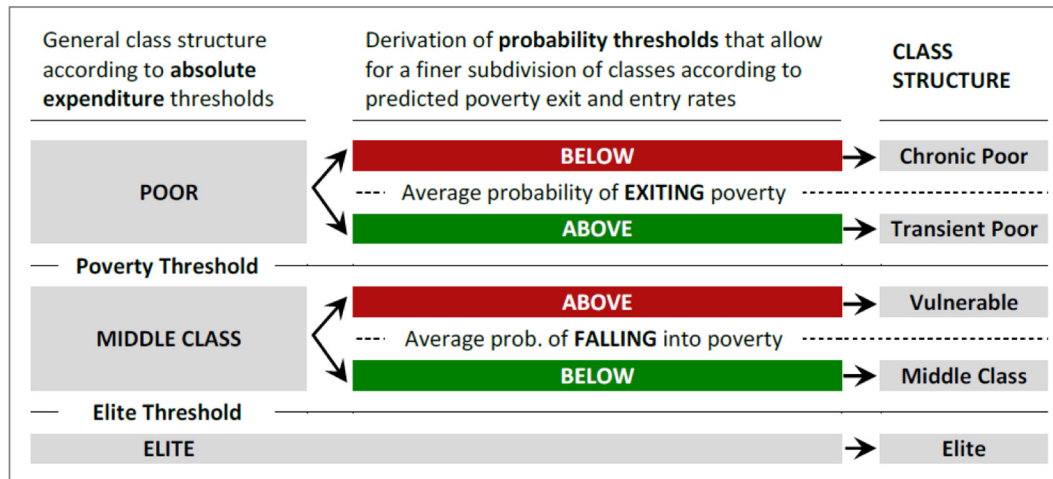 General class structure
according to absolute
expenditure thresholds
Derivation of probability thresholds that allow
for a finer subdivision of classes according to
predicted poverty exit and entry rates
CLASS
STRUCTURE
POOR
BELOW
Chronic Poor
Average probability of EXITING poverty
ABOVE
Transient Poor
Poverty Threshold
MIDDLE CLASS
ABOVE
Vulnerable
Average prob. of FALLING into poverty
BELOW
Middle Class
Elite Threshold
ELITE
Elite